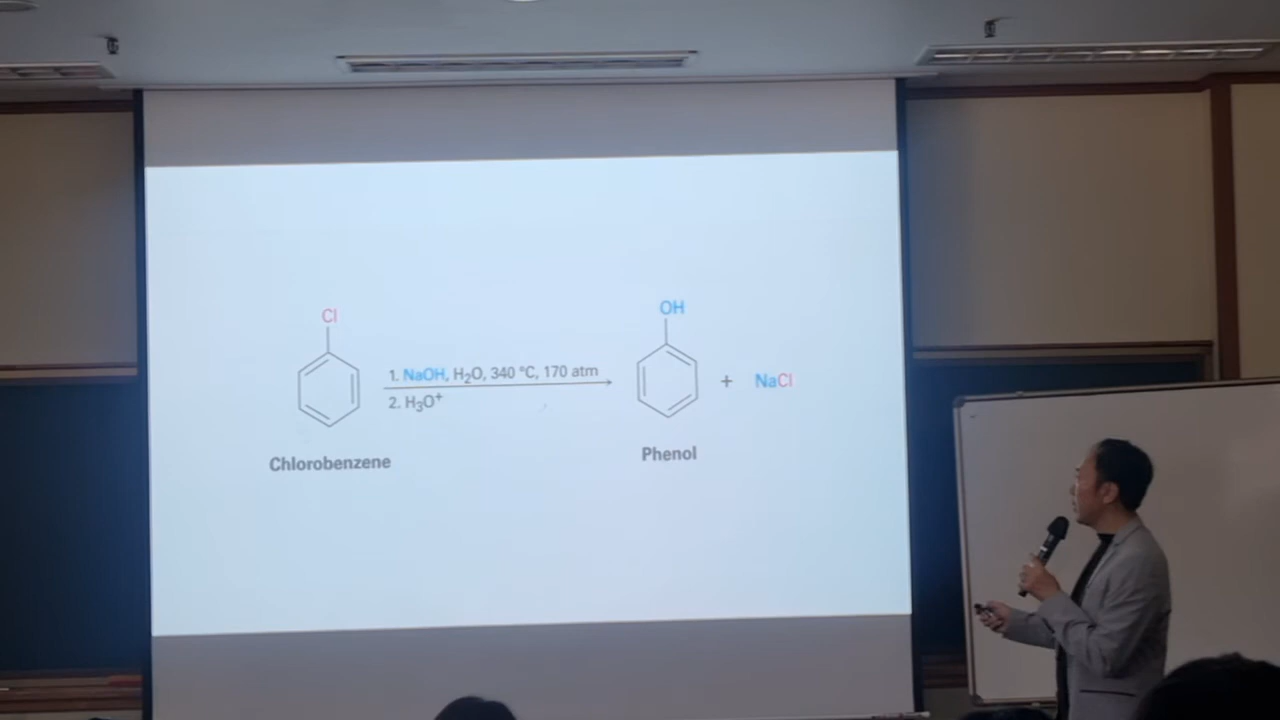 Cl
OH
1. NaOH, H₂O, 340 °C, 170 atm
2. H₃O⁺
+ NaCl
Chlorobenzene
Phenol